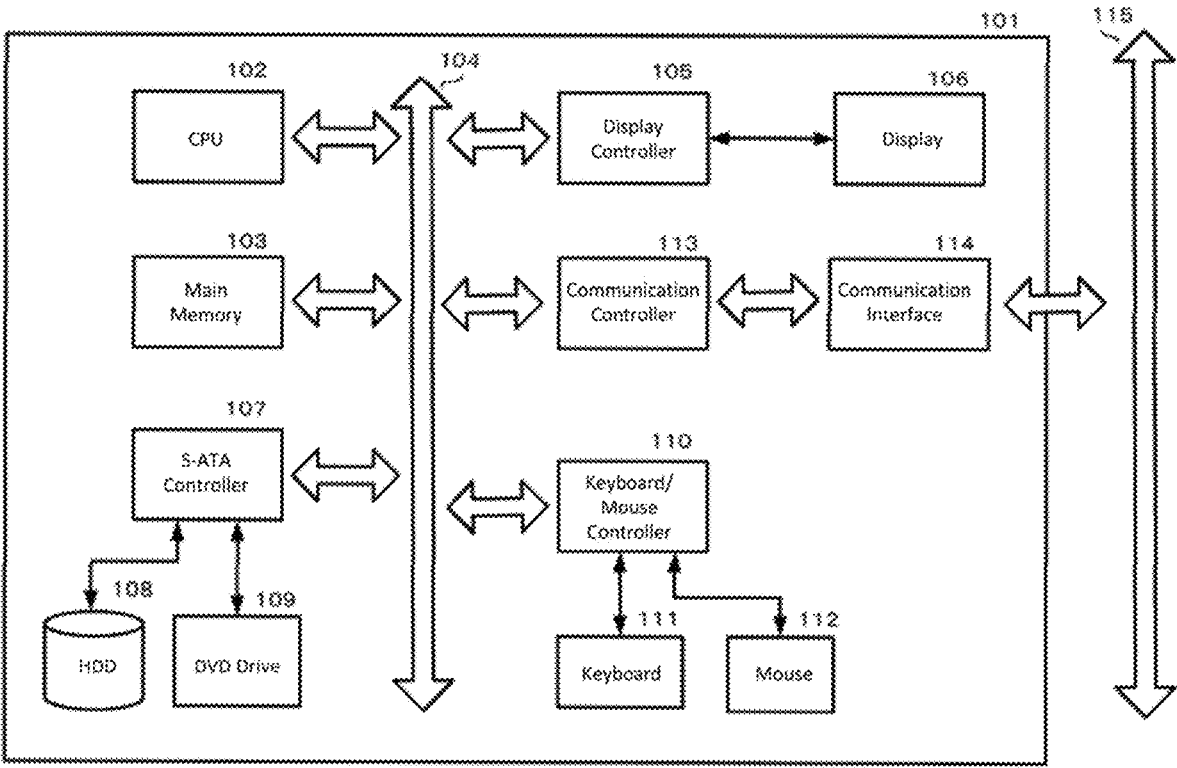 101
115
102
CPU
104
105
Display
Controller
106
Display
103
Main
Memory
113
Communication
Controller
114
Communication
Interface
107
S-ATA
Controller
110
Keyboard/
Mouse
Controller
108
HDD
109
DVD Drive
111
Keyboard
112
Mouse